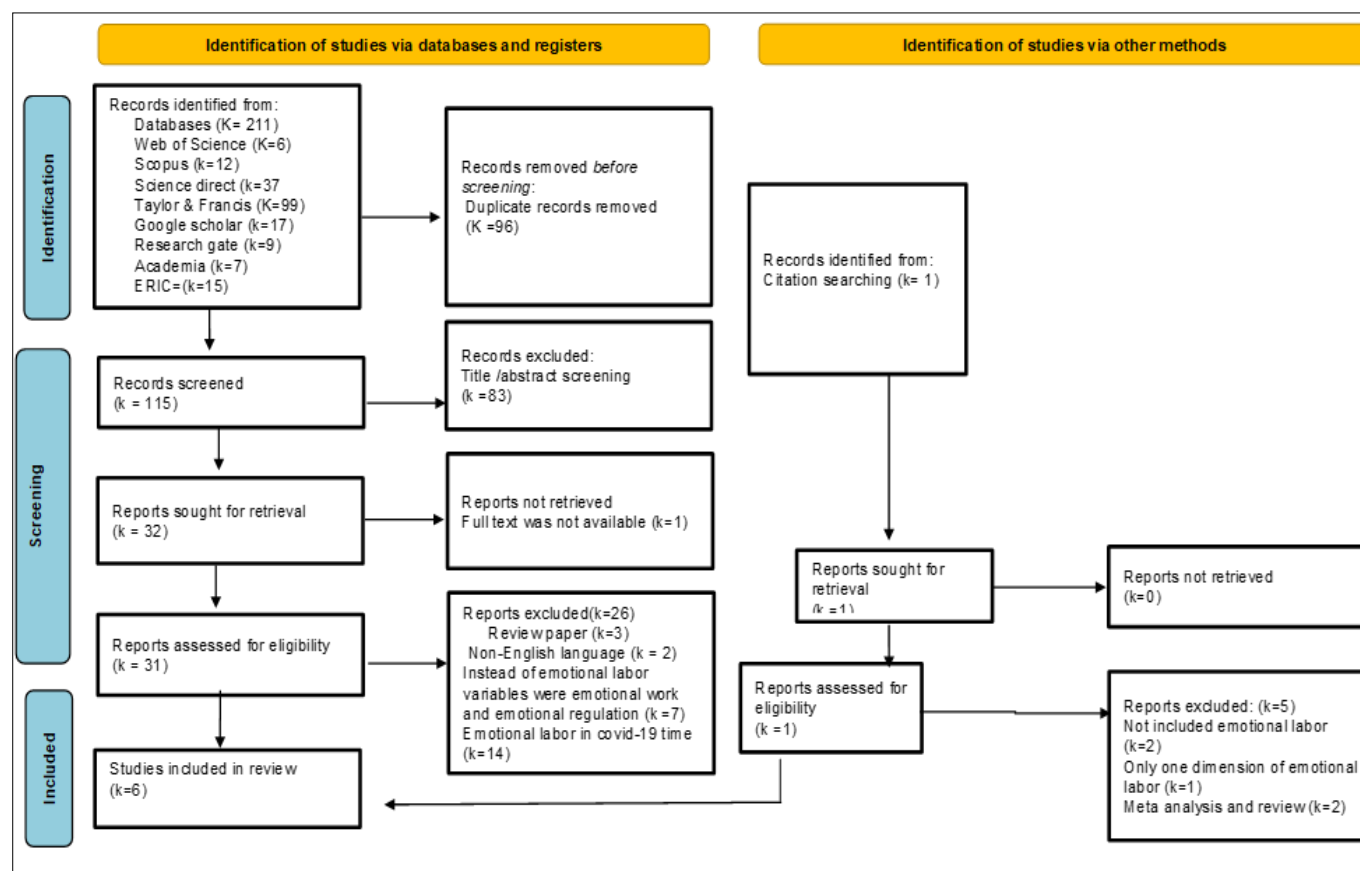 Identification of studies via databases and registers
Identification of studies via other methods
Identification
Records identified from:
Databases (K= 211)
Web of Science (K=6)
Scopus (k=12)
Science direct (k=37
Taylor & Francis (K=99)
Google scholar (k=17)
Research gate (k=9)
Academia (k=7)
ERIC=(k=15)
Records removed before
screening:
Duplicate records removed
(K =96)
Records identified from:
Citation searching (k= 1)
Screening
Records screened
(k = 115)
Records excluded:
Title /abstract screening
(k =83)
Reports sought for retrieval
(k = 32)
Reports not retrieved
Full text was not available (k=1)
Reports sought for
retrieval
(k =1)
Reports not retrieved
(k=0)
Reports assessed for eligibility
(k = 31)
Reports excluded(k=26)
Review paper (k=3)
Non-English language (k = 2)
Instead of emotional labor
variables were emotional work
and emotional regulation (k =7)
Emotional labor in covid-19 time
(k=14)
Reports assessed for
eligibility
(k = 1)
Reports excluded: (k=5)
Not included emotional labor
(k=2)
Only one dimension of emotional
labor (k=1)
Meta analysis and review (k=2)
Included
Studies included in review
(k=6)